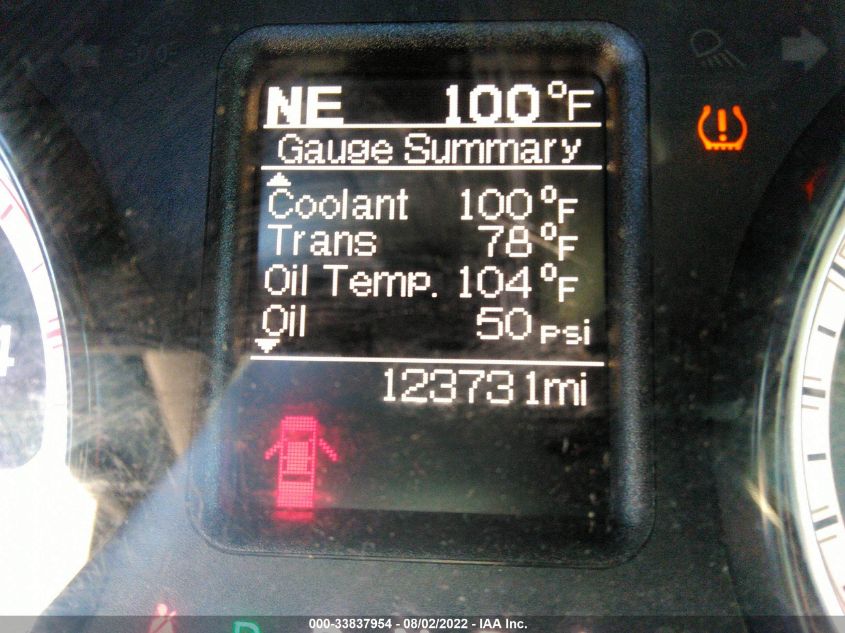 NE 100°F
Gauge Summary
Coolant 100°F
Trans 78°F
Oil Temp. 104°F
Oil 50 psi
123731mi
4
000-33837954 - 08/02/2022 - IAA Inc.